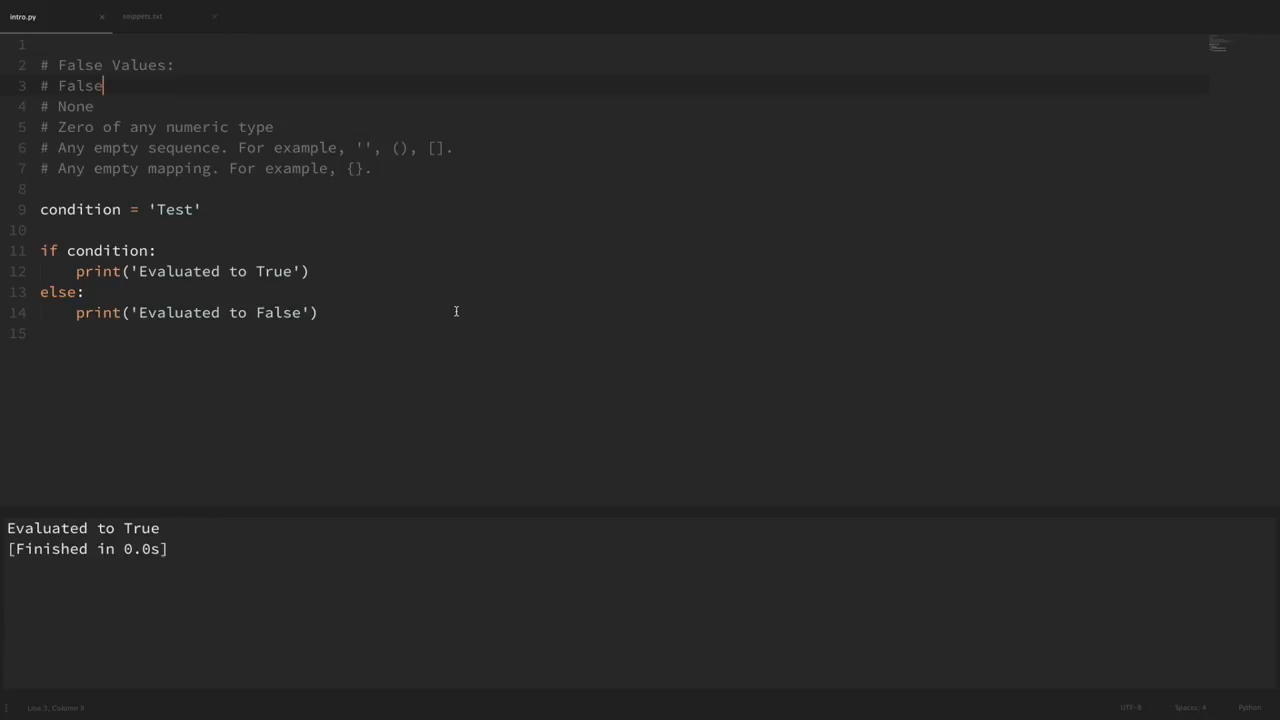 intro.py × snippets.txt ×
1
2 # False Values:
3 # False
4 # None
5 # Zero of any numeric type
6 # Any empty sequence. For example, '', (), [].
7 # Any empty mapping. For example, {}.
8
9 condition = 'Test'
10
11 if condition:
12 print('Evaluated to True')
13 else:
14 print('Evaluated to False')
15
Evaluated to True
[Finished in 0.0s]
Line 3, Column 8 UTF-8 Spaces: 4 Python